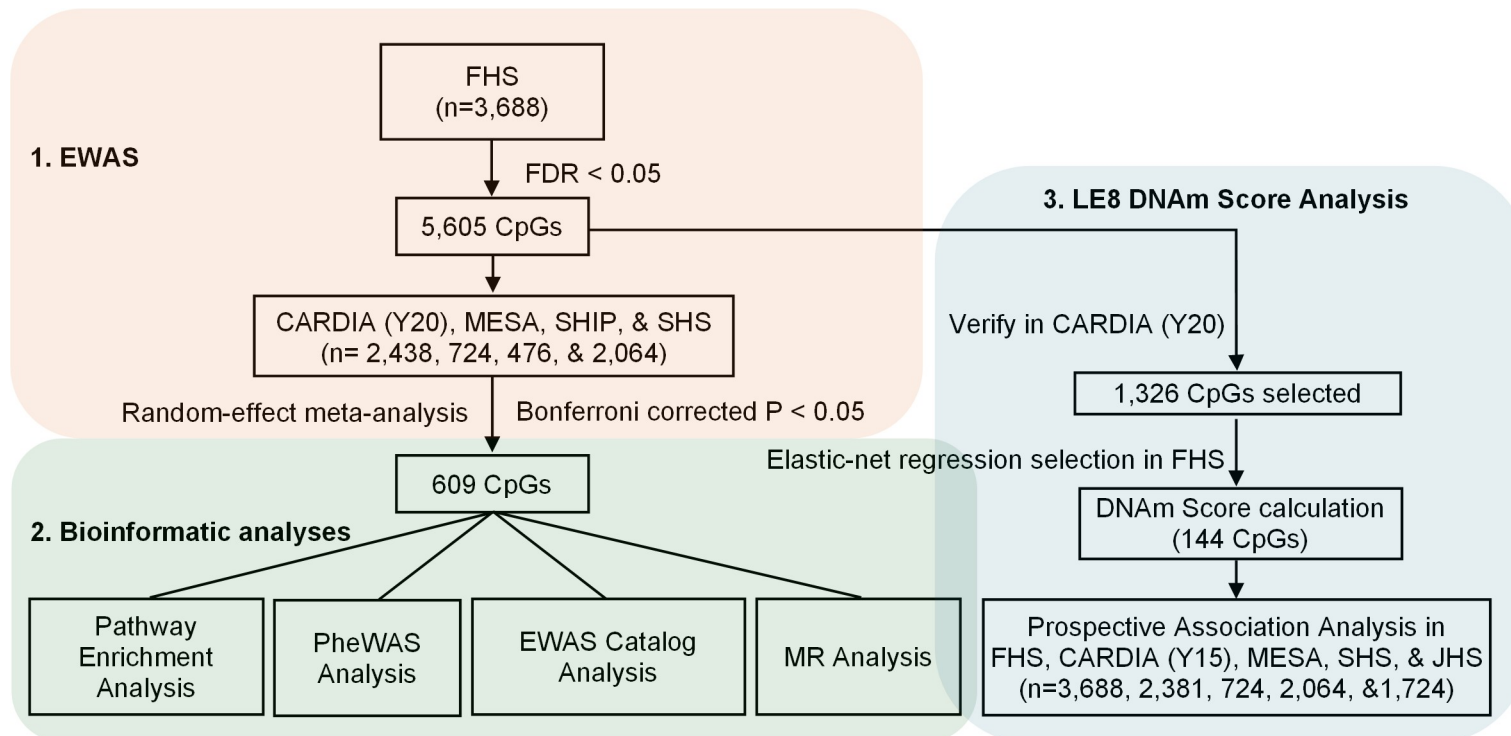 FHS
(n=3,688)
1. EWAS
FDR < 0.05
5,605 CpGs
CARDIA (Y20), MESA, SHIP, & SHS
(n= 2,438, 724, 476, & 2,064)
Random-effect meta-analysis
Bonferroni corrected P < 0.05
609 CpGs
2. Bioinformatic analyses
Pathway
Enrichment
Analysis
PheWAS
Analysis
EWAS Catalog
Analysis
MR Analysis
3. LE8 DNAm Score Analysis
Verify in CARDIA (Y20)
1,326 CpGs selected
Elastic-net regression selection in FHS
DNAm Score calculation
(144 CpGs)
Prospective Association Analysis in
FHS, CARDIA (Y15), MESA, SHS, & JHS
(n=3,688, 2,381, 724, 2,064, &1,724)